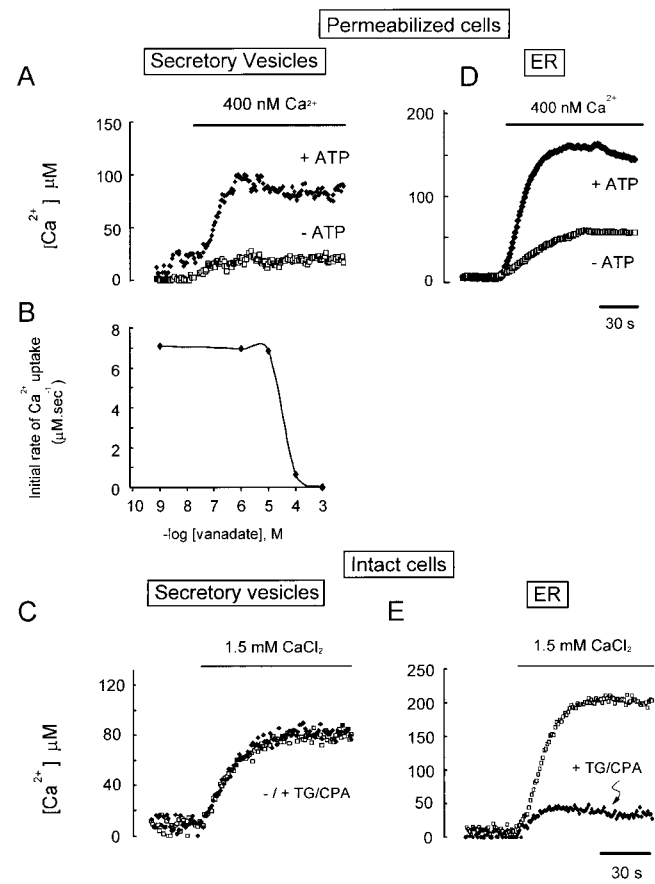 Permeabilized cells
A
Secretory Vesicles
D
ER
400 nM Ca2+
400 nM Ca2+
[Ca2+] µM
150
100
50
0
+ ATP
- ATP
200
100
0
+ ATP
- ATP
30 s
B
Initial rate of Ca2+ uptake
(µM.sec-1)
8
6
4
2
0
10 9 8 7 6 5 4 3
-log [vanadate], M
Intact cells
C
Secretory vesicles
E
ER
1.5 mM CaCl2
1.5 mM CaCl2
[Ca2+] µM
120
80
40
0
- / + TG/CPA
250
200
150
100
50
0
+ TG/CPA
30 s